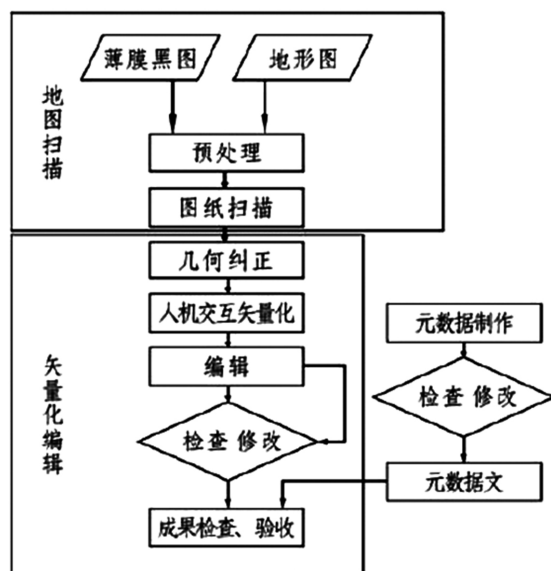 薄膜黑图
地形图
地图扫描
预处理
图纸扫描
几何纠正
人机交互矢量化
编辑
检查 修改
成果检查、验收
矢量化编辑
元数据制作
检查 修改
元数据文